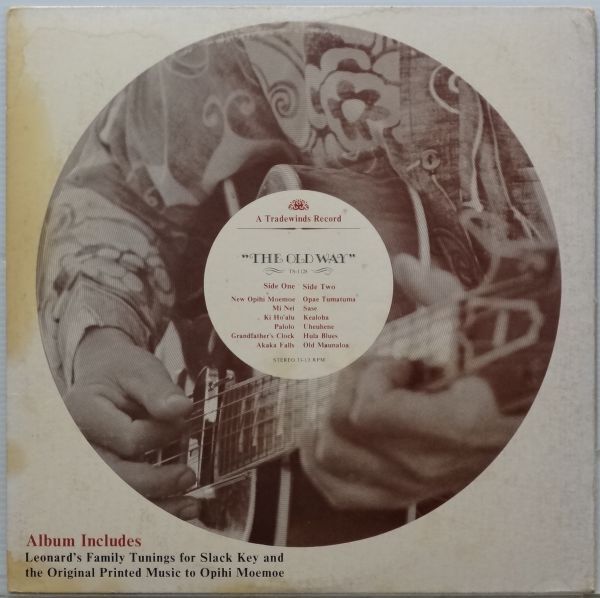 A Tradewinds Record
"THE OLD WAY"
TS-1128
Side One
New Opihi Moemoe
Mi Nei
Ki Ho'alu
Palolo
Grandfather's Clock
Akaka Falls
Side Two
Opae Tumatuma
Sase
Kealoha
Uheuhene
Hula Blues
Old Maunaloa
STEREO 33-1/3 RPM
Album Includes
Leonard's Family Tunings for Slack Key and
the Original Printed Music to Opihi Moemoe